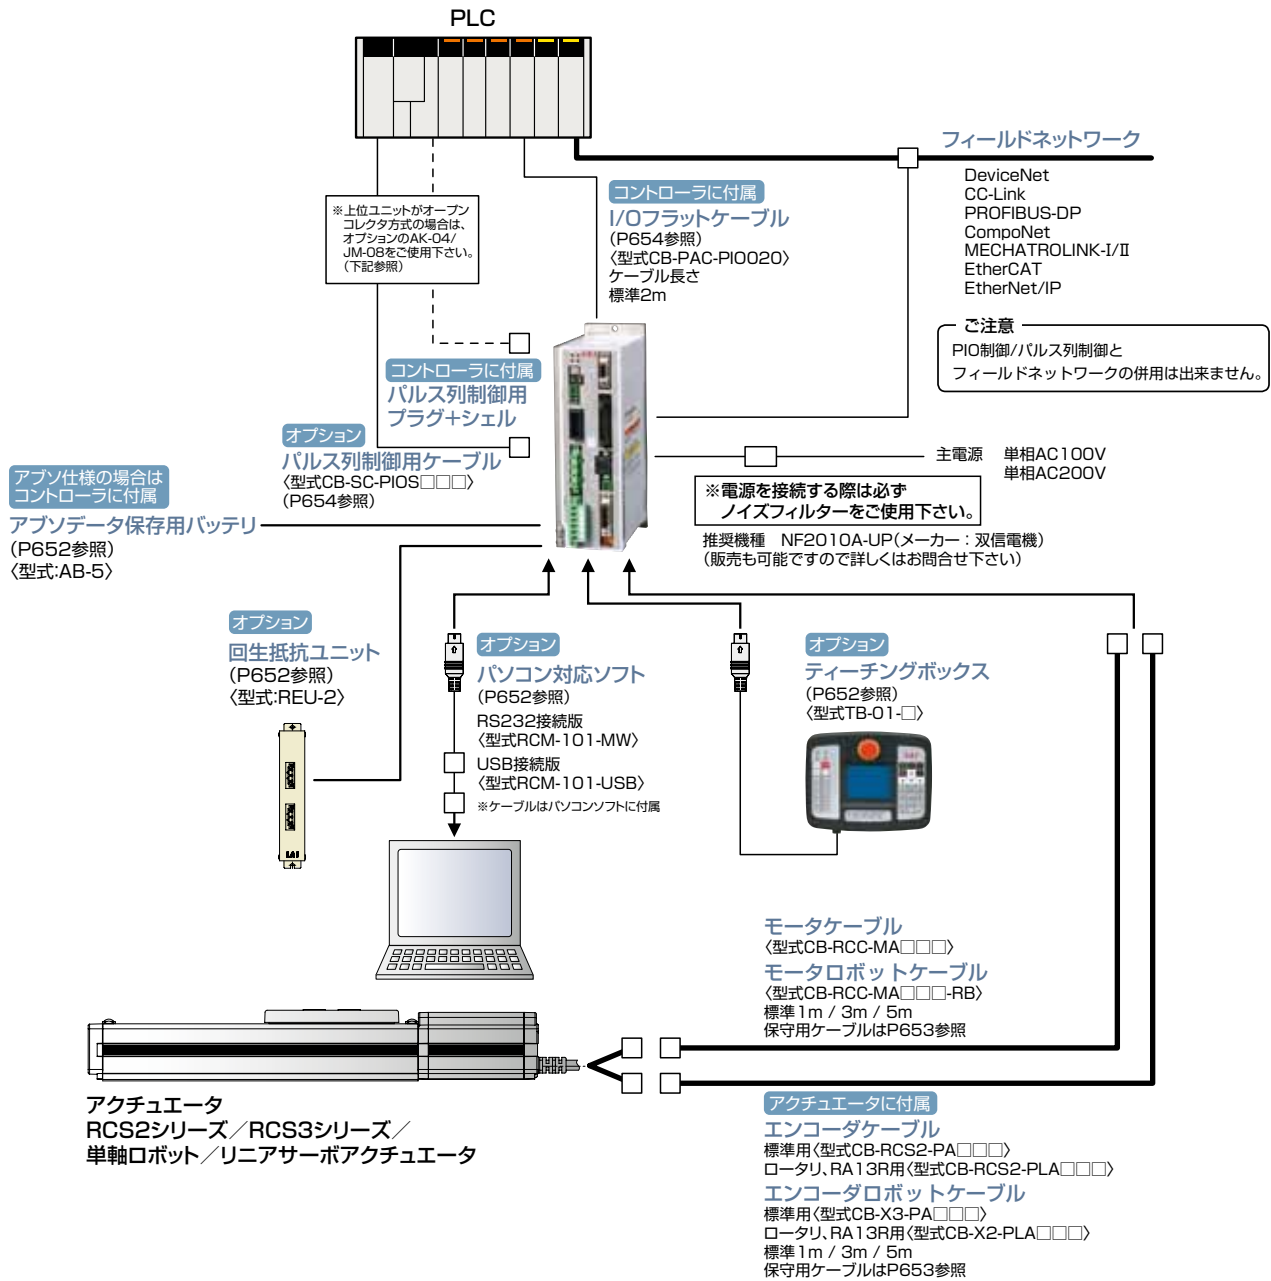 PLC
フィールドネットワーク
DeviceNet
CC-Link
PROFIBUS-DP
CompoNet
MECHATROLINK-I/II
EtherCAT
EtherNet/IP
ご注意
PIO制御/パルス列制御と
フィールドネットワークの併用は出来ません。
コントローラに付属
I/Oフラットケーブル
(P654参照)
〈型式CB-PAC-PIO020〉
ケーブル長さ
標準2m
※上位ユニットがオープン
コレクタ方式の場合は、
オプションのAK-04/
JM-08をご使用下さい。
(下記参照)
コントローラに付属
パルス列制御用
プラグ+シェル
オプション
パルス列制御用ケーブル
〈型式CB-SC-PIOS□□□〉
(P654参照)
アブソ仕様の場合は
コントローラに付属
アブソデータ保存用バッテリ
(P652参照)
〈型式:AB-5〉
主電源 単相AC100V
単相AC200V
※電源を接続する際は必ず
ノイズフィルターをご使用下さい。
推奨機種 NF2010A-UP(メーカー:双信電機)
(販売も可能ですので詳しくはお問合せ下さい)
オプション
回生抵抗ユニット
(P652参照)
〈型式:REU-2〉
オプション
パソコン対応ソフト
(P652参照)
RS232接続版
〈型式RCM-101-MW〉
USB接続版
〈型式RCM-101-USB〉
※ケーブルはパソコンソフトに付属
オプション
ティーチングボックス
(P652参照)
〈型式TB-01-□〉
モータケーブル
〈型式CB-RCC-MA□□□〉
モータロボットケーブル
〈型式CB-RCC-MA□□□-RB〉
標準1m / 3m / 5m
保守用ケーブルはP653参照
アクチュエータ
RCS2シリーズ/RCS3シリーズ/
単軸ロボット/リニアサーボアクチュエータ
アクチュエータに付属
エンコーダケーブル
標準用〈型式CB-RCS2-PA□□□〉
ロータリ、RA13R用〈型式CB-RCS2-PLA□□□〉
エンコーダロボットケーブル
標準用〈型式CB-X3-PA□□□〉
ロータリ、RA13R用〈型式CB-X2-PLA□□□〉
標準1m / 3m / 5m
保守用ケーブルはP653参照